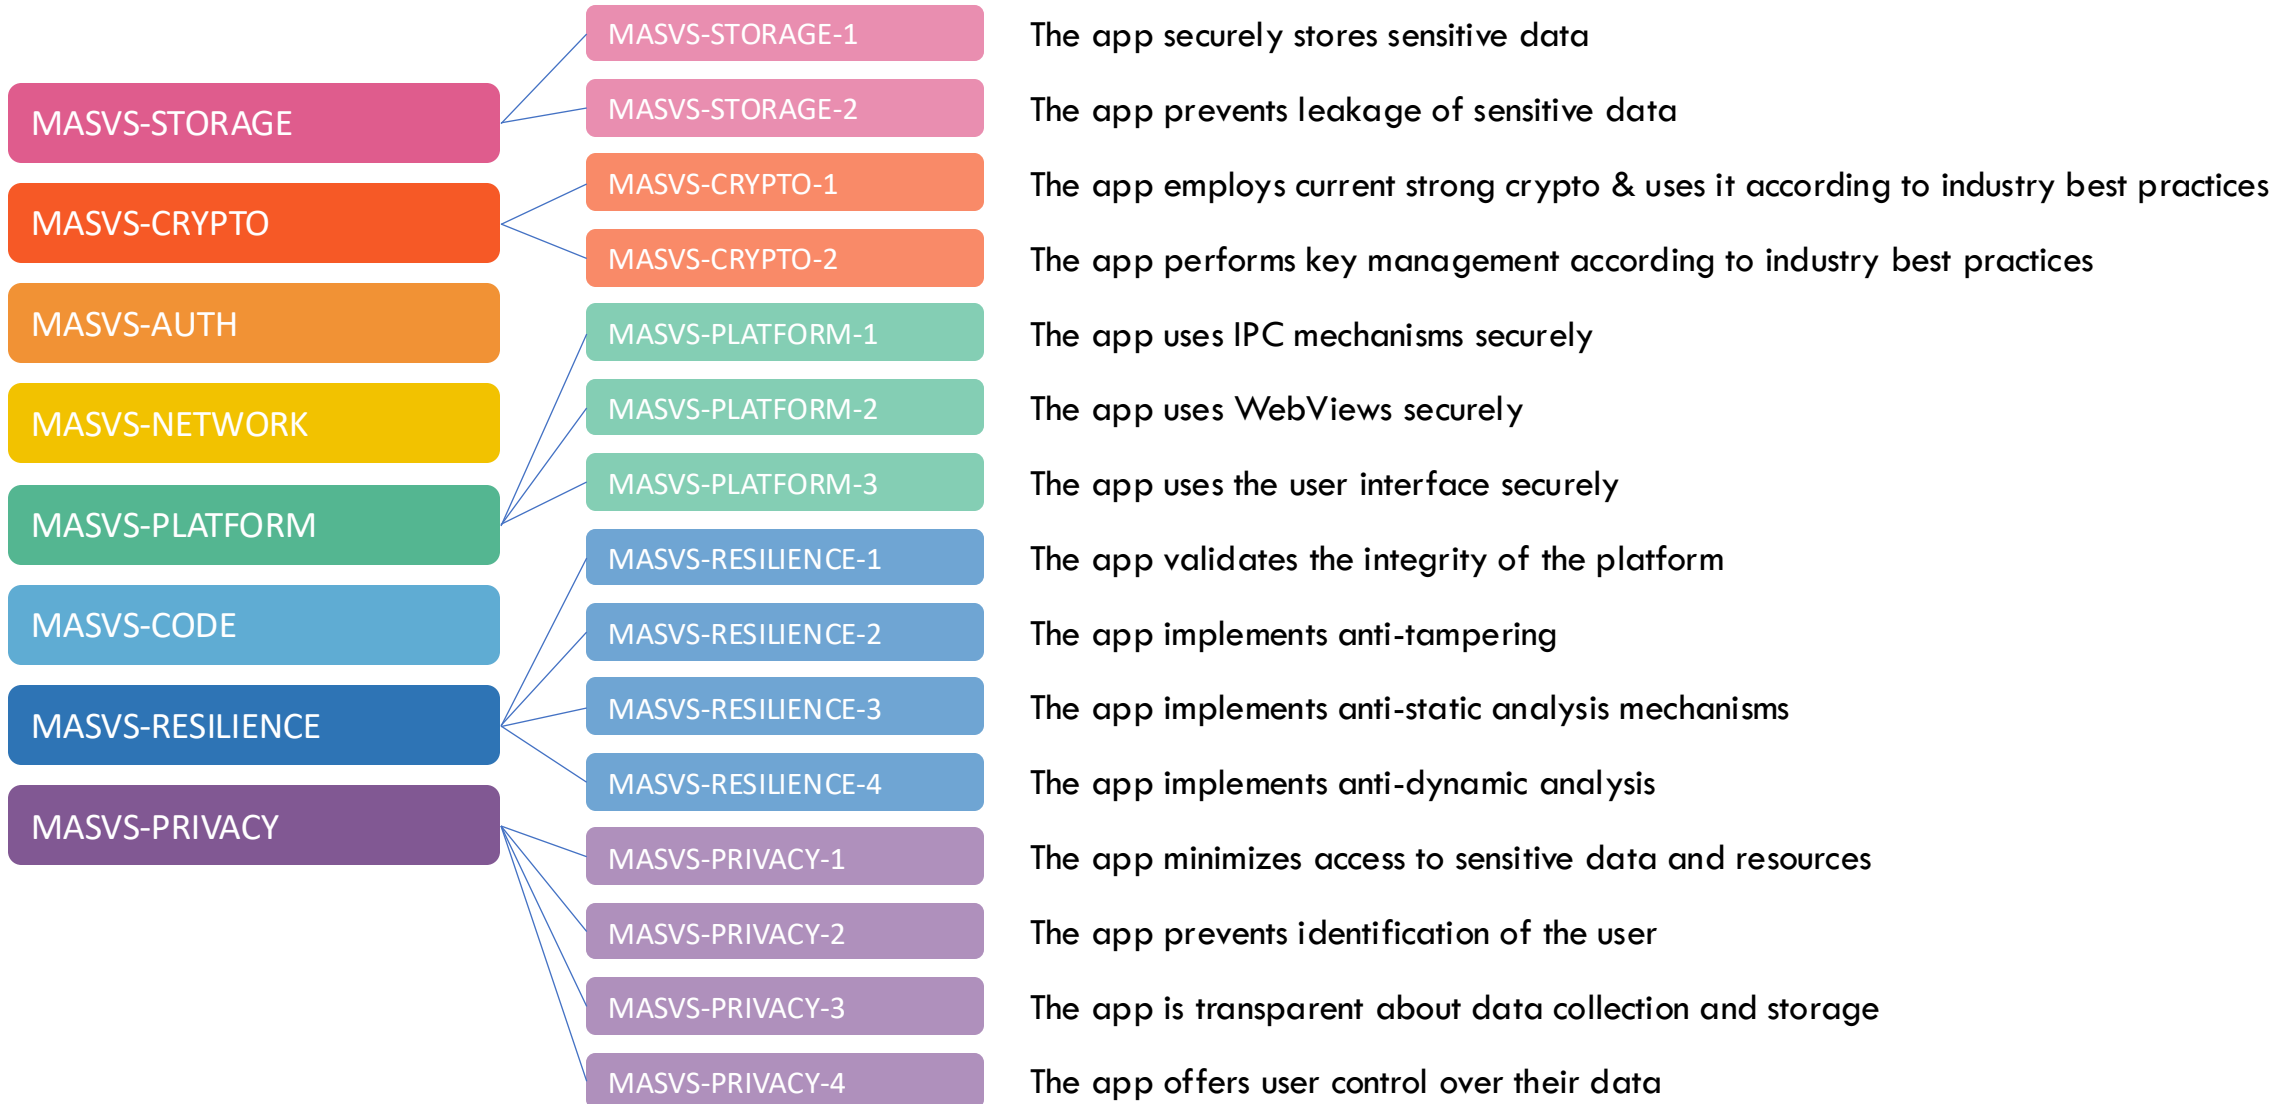 MASVS-STORAGE
MASVS-CRYPTO
MASVS-AUTH
MASVS-NETWORK
MASVS-PLATFORM
MASVS-CODE
MASVS-RESILIENCE
MASVS-PRIVACY
MASVS-STORAGE-1 The app securely stores sensitive data
MASVS-STORAGE-2 The app prevents leakage of sensitive data
MASVS-CRYPTO-1 The app employs current strong crypto & uses it according to industry best practices
MASVS-CRYPTO-2 The app performs key management according to industry best practices
MASVS-PLATFORM-1 The app uses IPC mechanisms securely
MASVS-PLATFORM-2 The app uses WebViews securely
MASVS-PLATFORM-3 The app uses the user interface securely
MASVS-RESILIENCE-1 The app validates the integrity of the platform
MASVS-RESILIENCE-2 The app implements anti-tampering
MASVS-RESILIENCE-3 The app implements anti-static analysis mechanisms
MASVS-RESILIENCE-4 The app implements anti-dynamic analysis
MASVS-PRIVACY-1 The app minimizes access to sensitive data and resources
MASVS-PRIVACY-2 The app prevents identification of the user
MASVS-PRIVACY-3 The app is transparent about data collection and storage
MASVS-PRIVACY-4 The app offers user control over their data